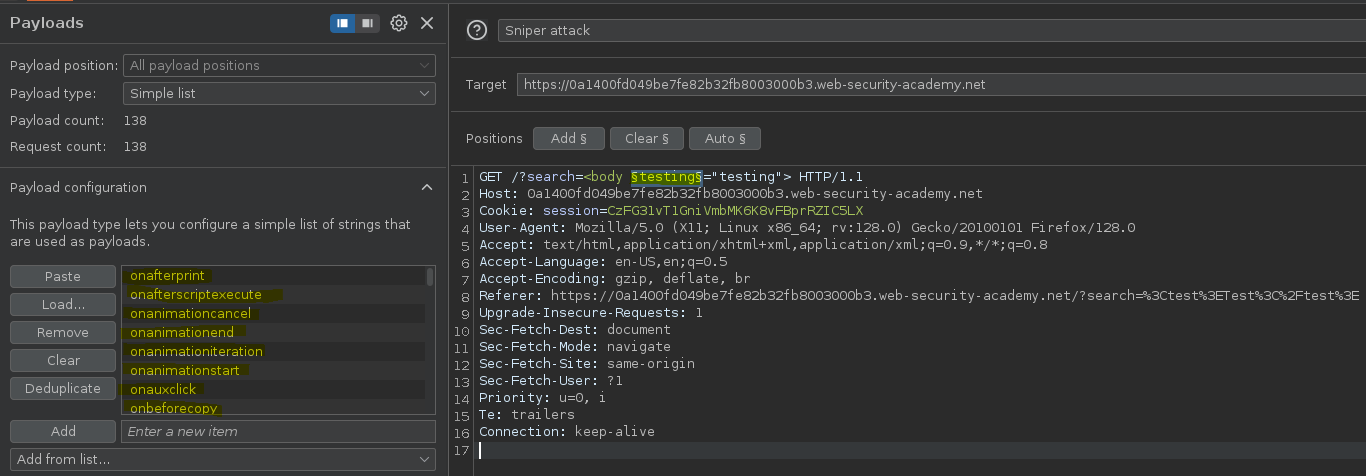 Payloads
Payload position: All payload positions
Payload type: Simple list
Payload count: 138
Request count: 138
Payload configuration
This payload type lets you configure a simple list of strings that
are used as payloads.
Paste
Load...
Remove
Clear
Deduplicate
onafterprint
onafterscriptexecute
onanimationcancel
onanimationend
onanimationiteration
onanimationstart
onauxclick
onbeforecopy
Add Enter a new item
Add from list...
Sniper attack
Target https://0a1400fd049be7fe82b32fb8003000b3.web-security-academy.net
Positions Add § Clear § Auto §
1 GET /?search=<body §testing§="testing"> HTTP/1.1
2 Host: 0a1400fd049be7fe82b32fb8003000b3.web-security-academy.net
3 Cookie: session=CzFG31vT1GniVmbMK6K8vFBprRZIC5LX
4 User-Agent: Mozilla/5.0 (X11; Linux x86_64; rv:128.0) Gecko/20100101 Firefox/128.0
5 Accept: text/html,application/xhtml+xml,application/xml;q=0.9,*/*;q=0.8
6 Accept-Language: en-US,en;q=0.5
7 Accept-Encoding: gzip, deflate, br
8 Referer: https://0a1400fd049be7fe82b32fb8003000b3.web-security-academy.net/?search=%3Ctest%3ETest%3C%2Ftest%3E
9 Upgrade-Insecure-Requests: 1
10 Sec-Fetch-Dest: document
11 Sec-Fetch-Mode: navigate
12 Sec-Fetch-Site: same-origin
13 Sec-Fetch-User: ?1
14 Priority: u=0, i
15 Te: trailers
16 Connection: keep-alive
17